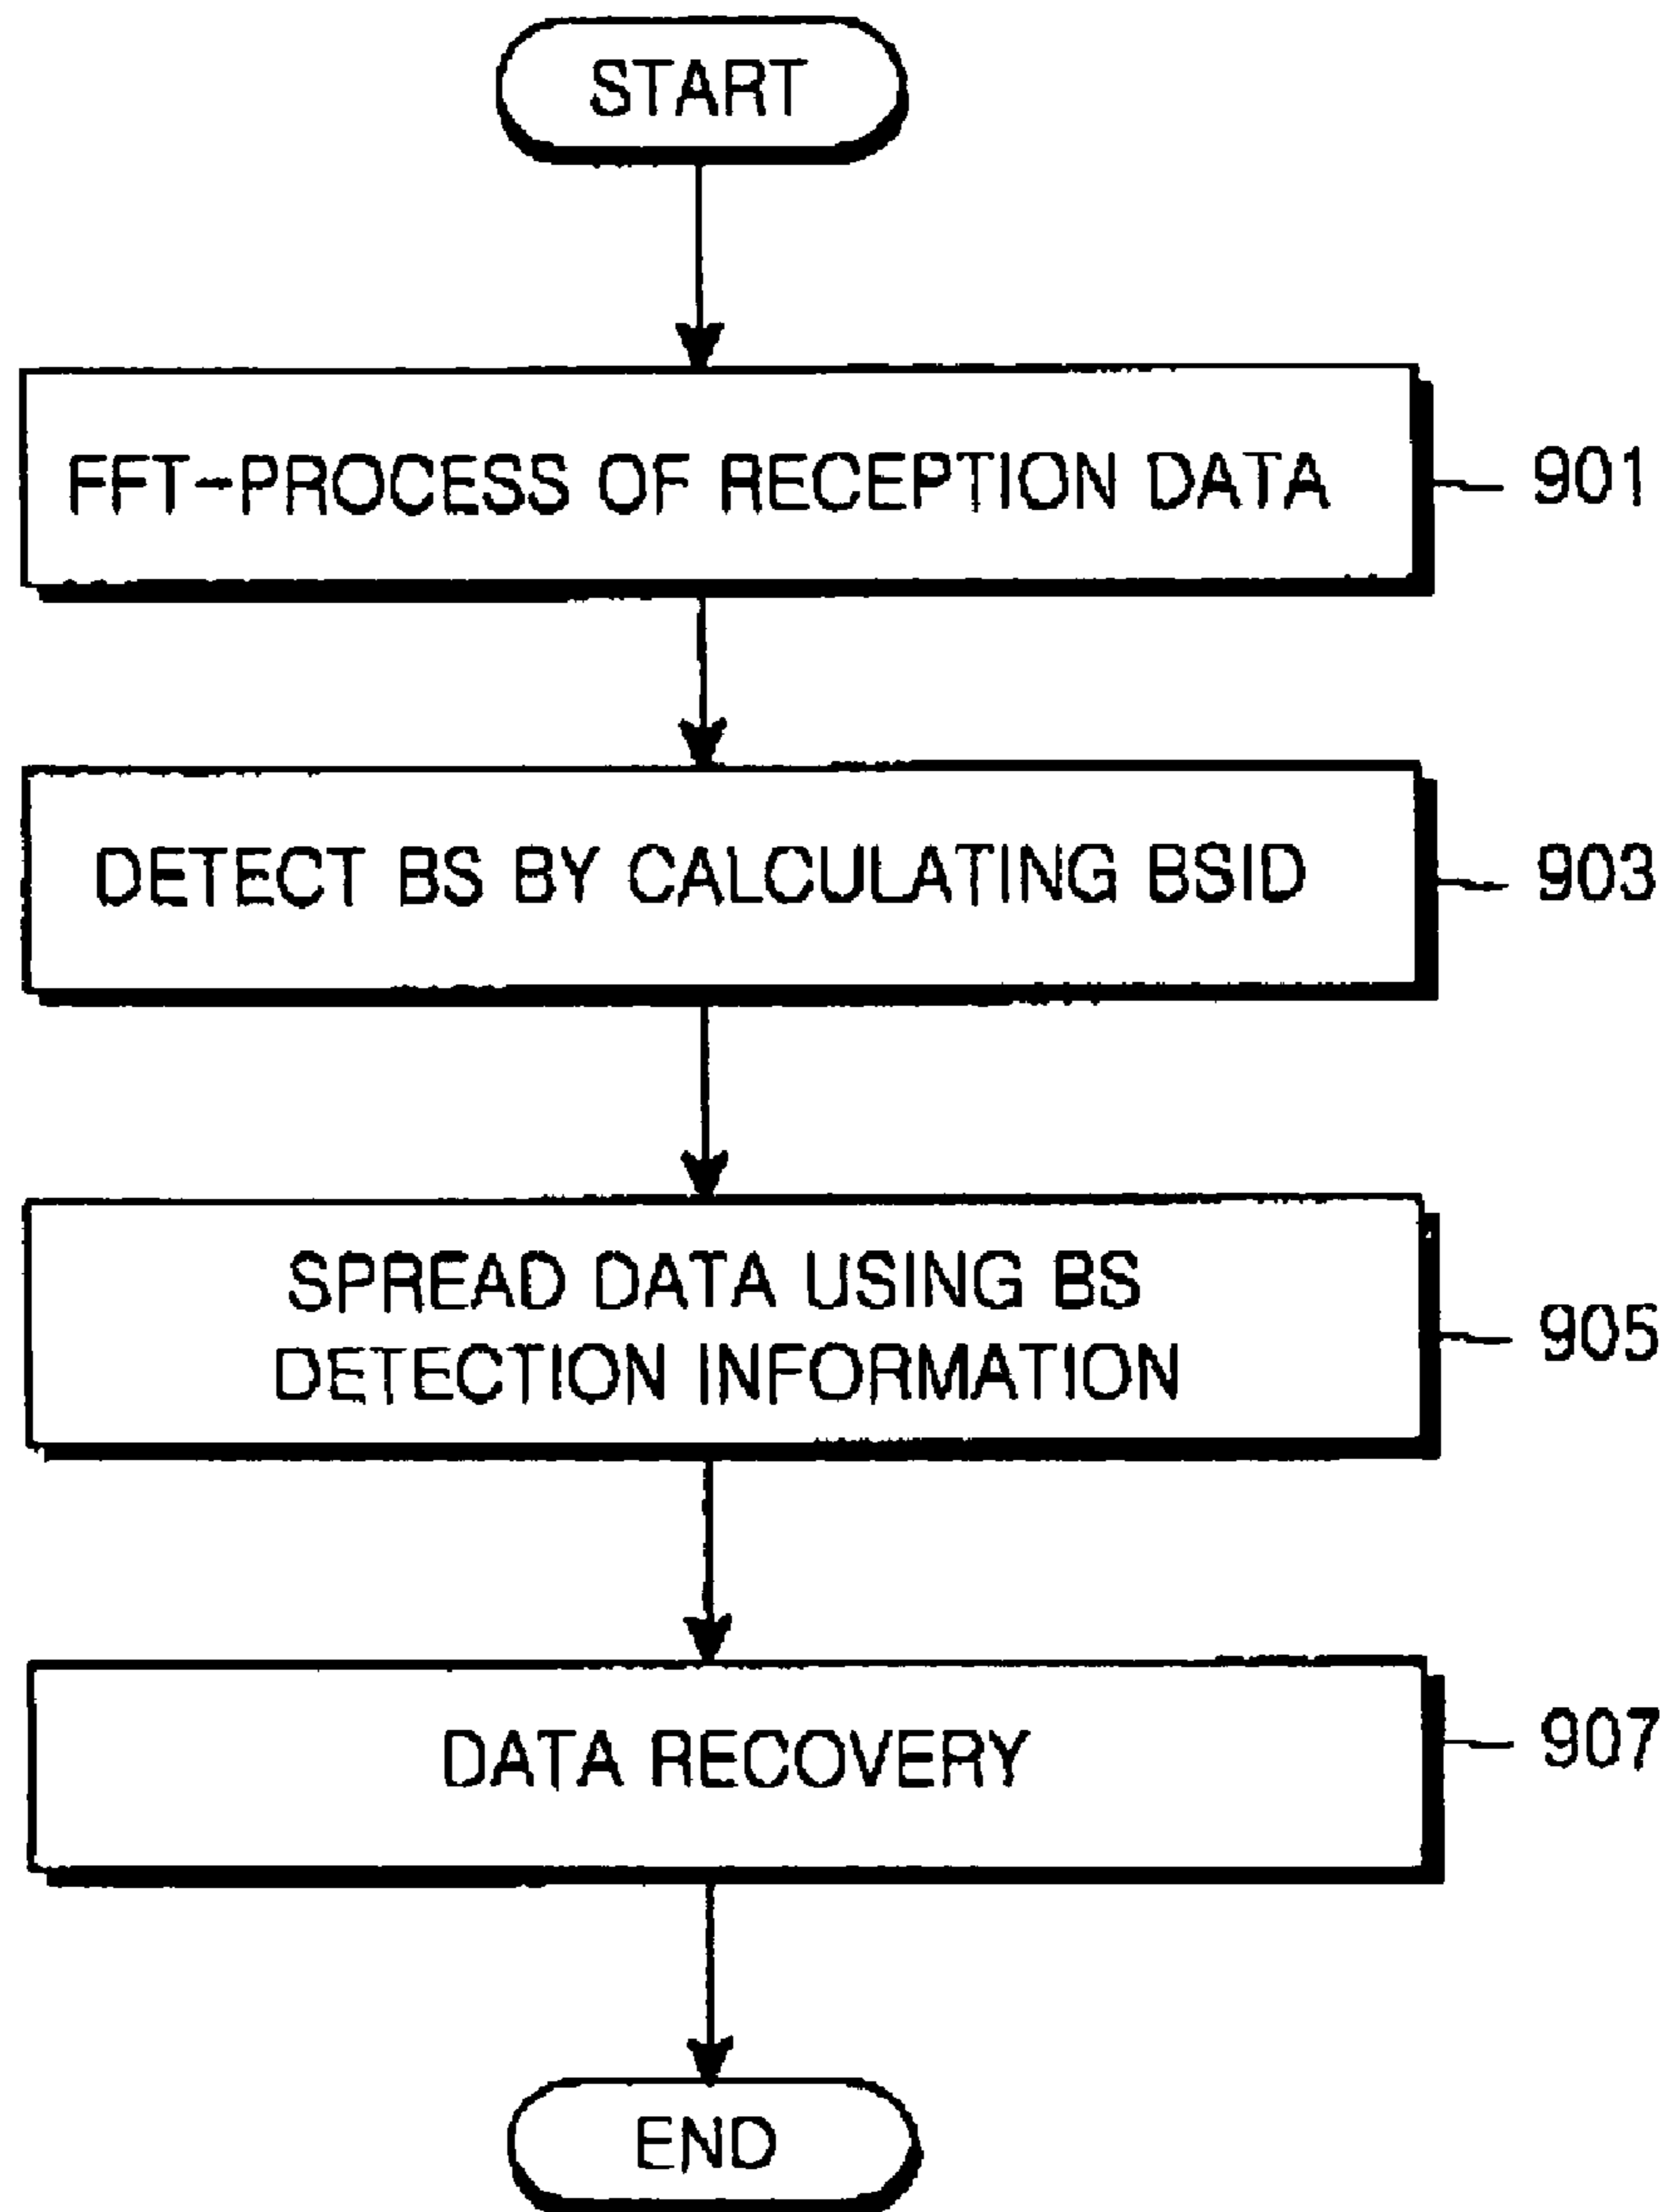 START
FFT-PROCESS OF RECEPTION DATA
901
DETECT BS BY CALCULATING BSID
903
SPREAD DATA USING BS
DETECTION INFORMATION
905
DATA RECOVERY
907
END